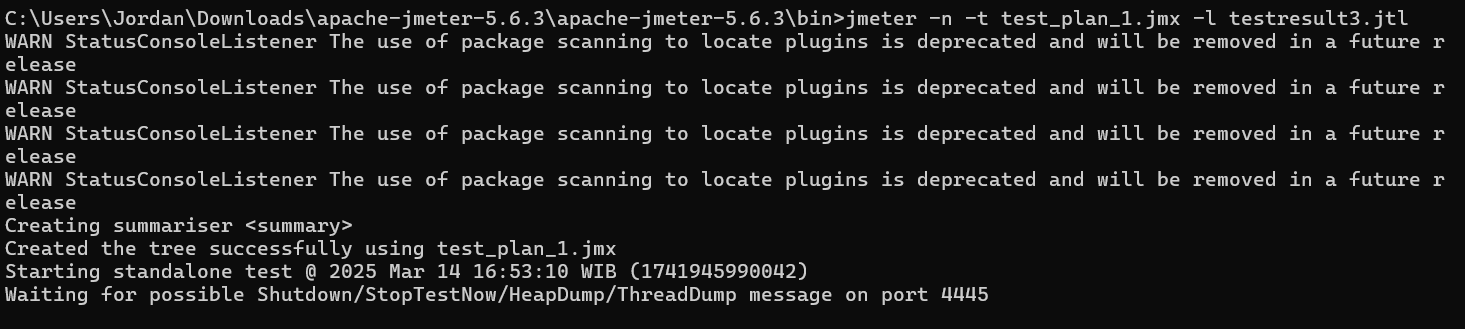 C:\Users\Jordan\Downloads\apache-jmeter-5.6.3\apache-jmeter-5.6.3\bin>jmeter -n -t test_plan_1.jmx -l testresult3.jtl
WARN StatusConsoleListener The use of package scanning to locate plugins is deprecated and will be removed in a future r
elease
WARN StatusConsoleListener The use of package scanning to locate plugins is deprecated and will be removed in a future r
elease
WARN StatusConsoleListener The use of package scanning to locate plugins is deprecated and will be removed in a future r
elease
WARN StatusConsoleListener The use of package scanning to locate plugins is deprecated and will be removed in a future r
elease
Creating summariser <summary>
Created the tree successfully using test_plan_1.jmx
Starting standalone test @ 2025 Mar 14 16:53:10 WIB (1741945990042)
Waiting for possible Shutdown/StopTestNow/HeapDump/ThreadDump message on port 4445